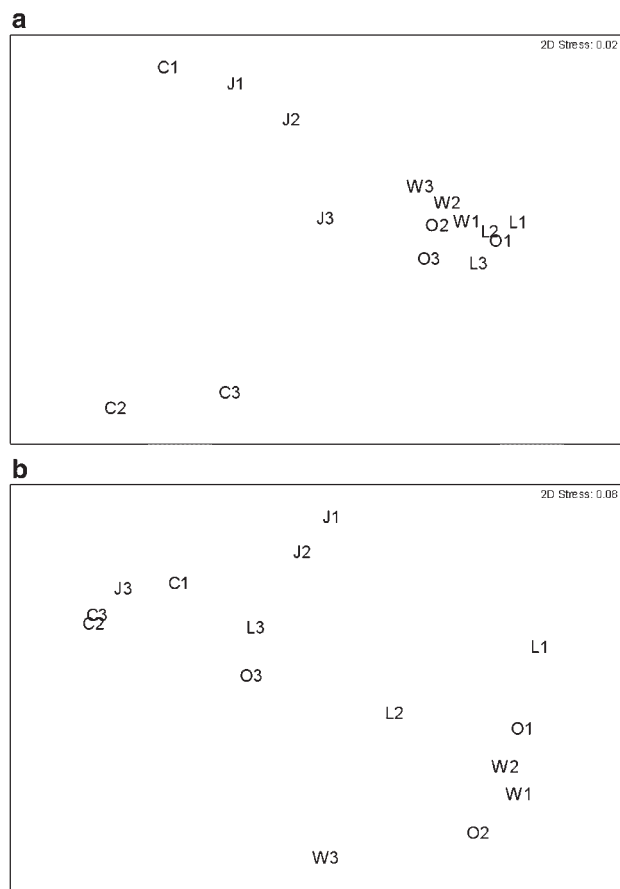 a
2D Stress: 0.02
C1
J1
J2
W3
W2
J3
O2 W1 L2 L1
O1
O3 L3
C3
C2
b
2D Stress: 0.08
J1
J2
C1
J3
C3
C2
L3
L1
O3
L2
O1
W2
W1
O2
W3